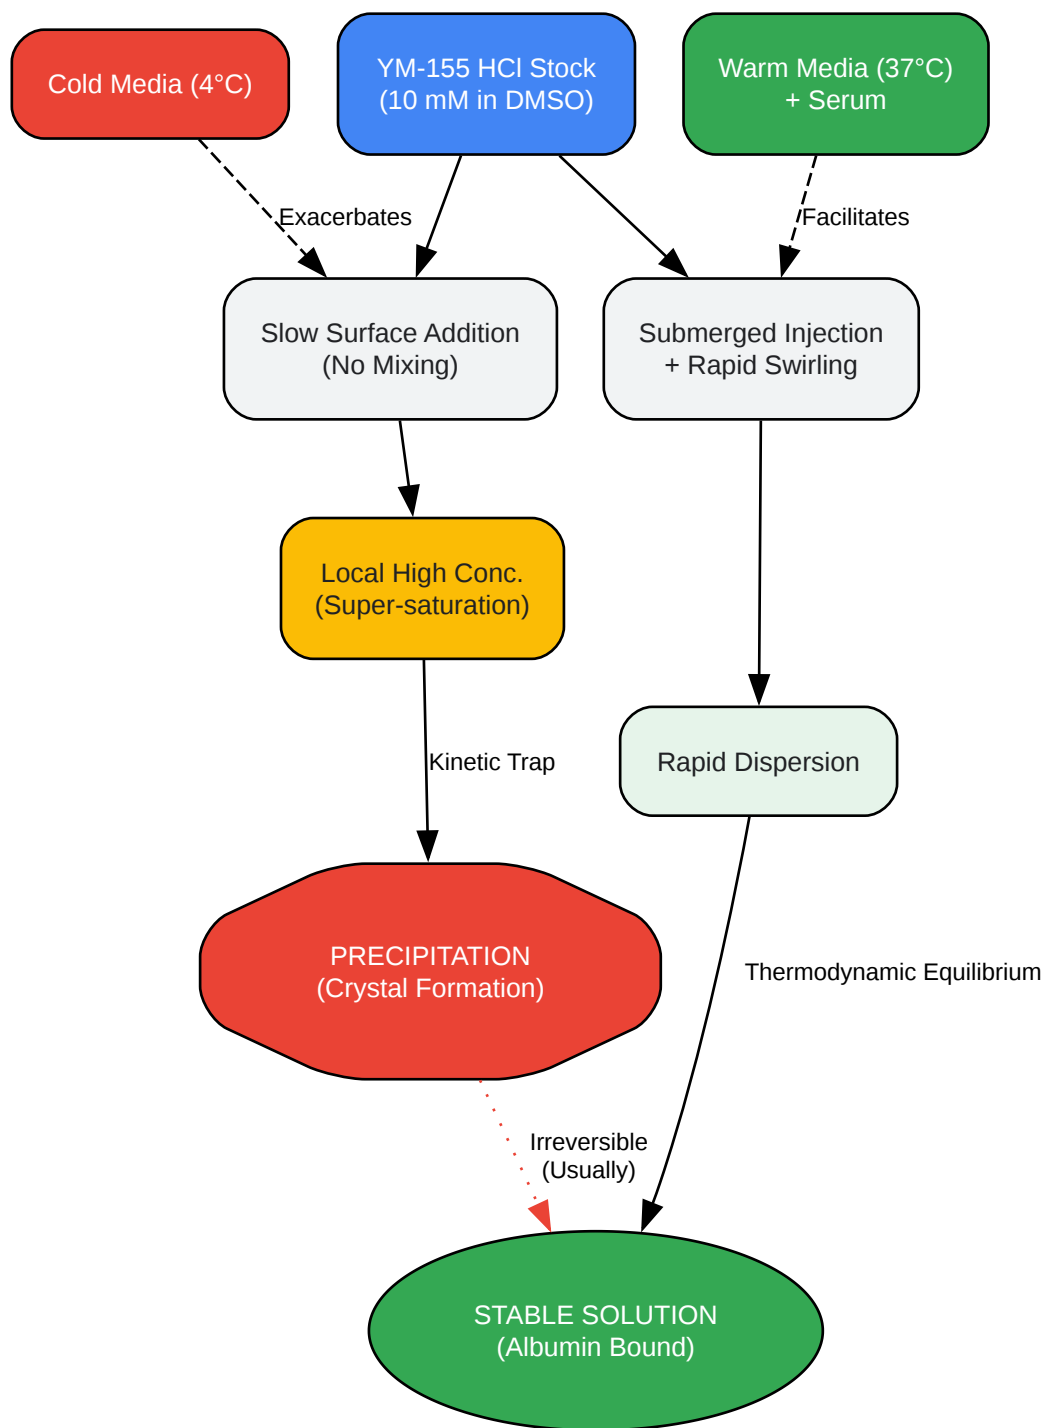 Cold Media (4°C)
YM-155 HCl Stock
(10 mM in DMSO)
Warm Media (37°C)
+ Serum
Exacerbates
Facilitates
Slow Surface Addition
(No Mixing)
Submerged Injection
+ Rapid Swirling
Local High Conc.
(Super-saturation)
Kinetic Trap
Rapid Dispersion
PRECIPITATION
(Crystal Formation)
Thermodynamic Equilibrium
Irreversible
(Usually)
STABLE SOLUTION
(Albumin Bound)